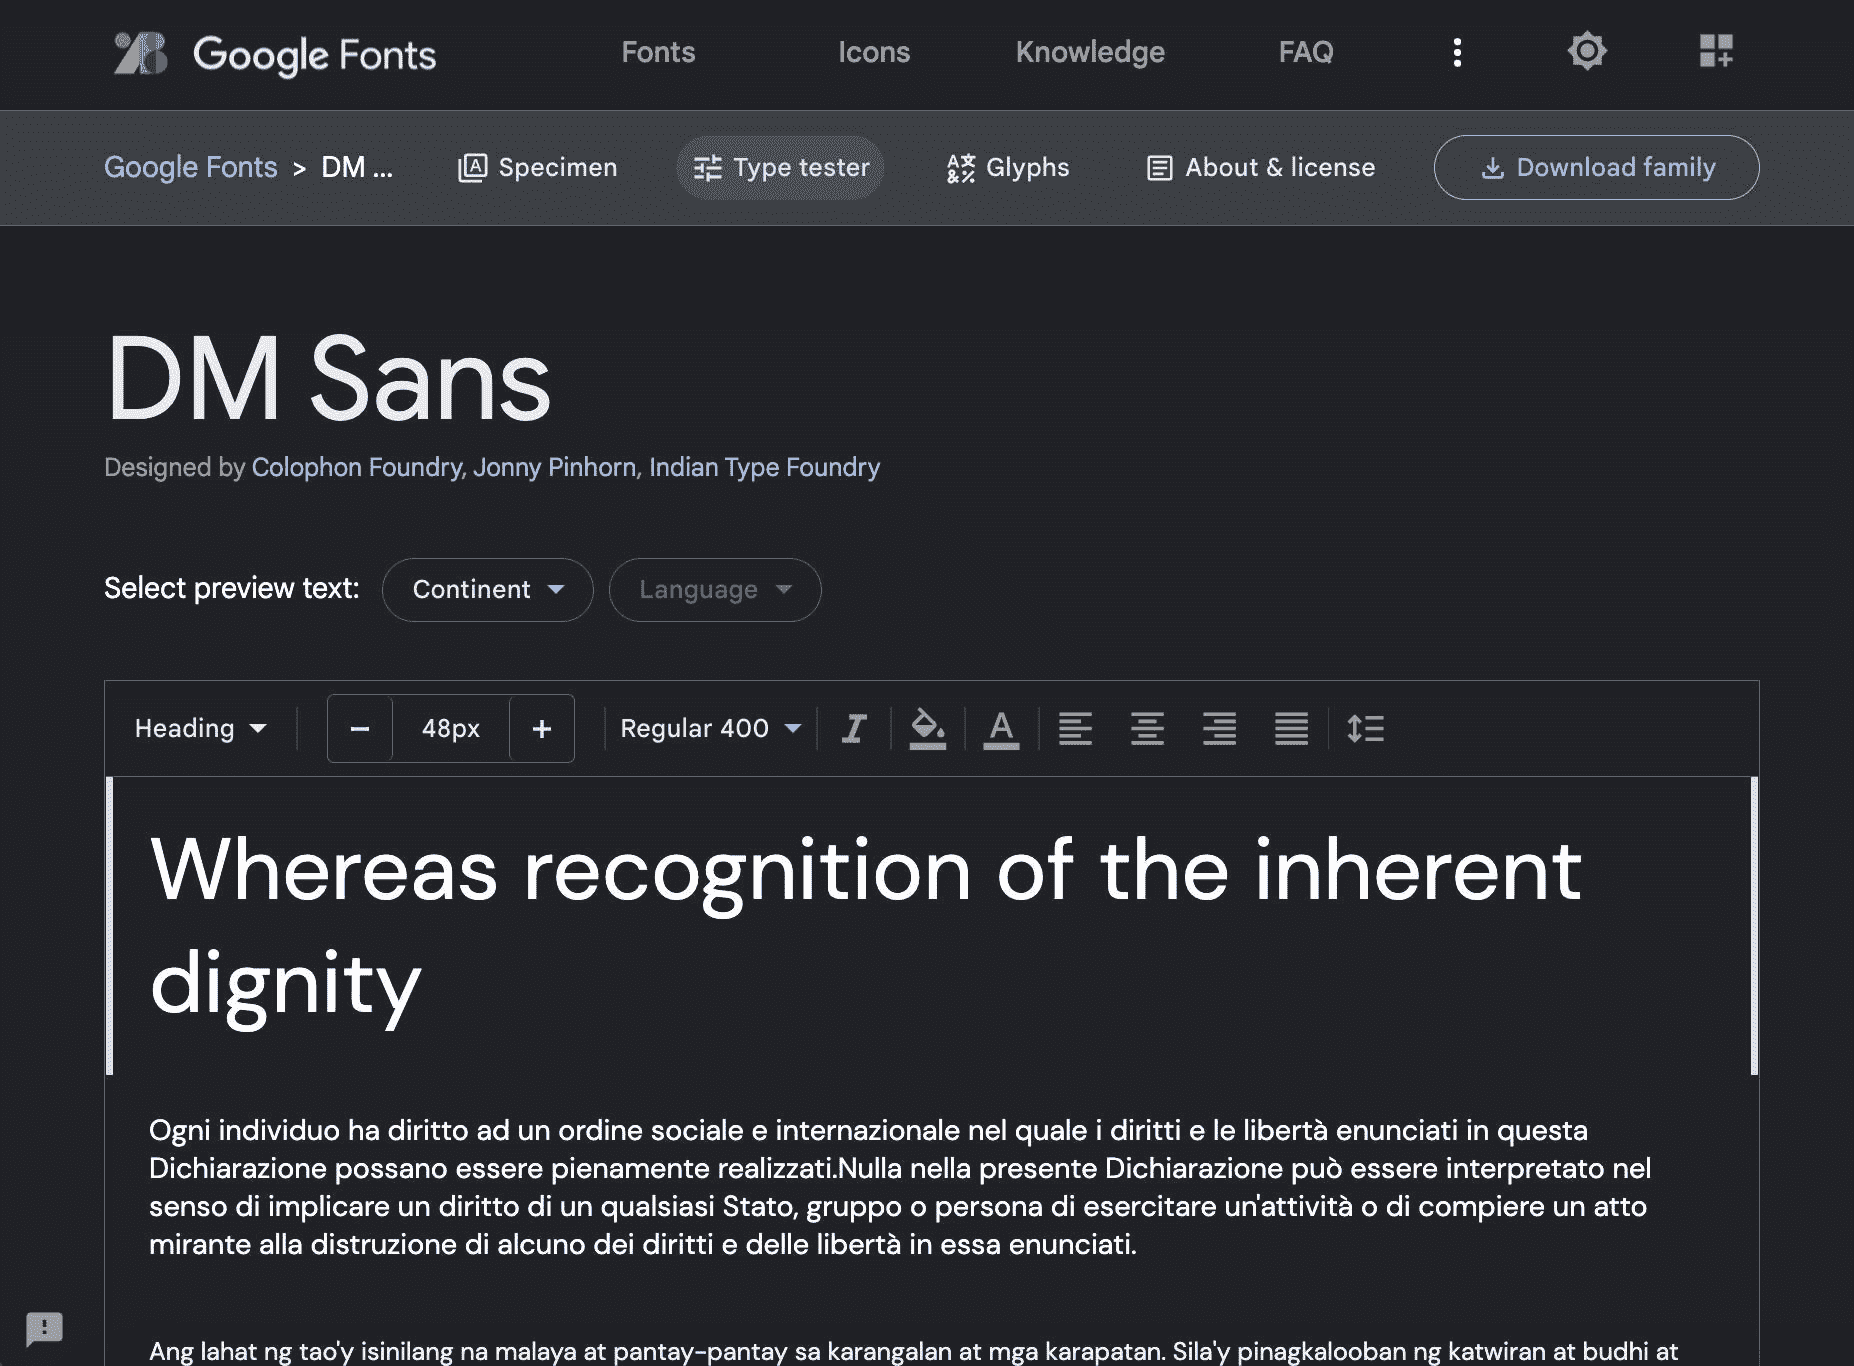 Google Fonts
Fonts
Icons
Knowledge
FAQ
Google Fonts > DM ...
Specimen
Type tester
Glyphs
About & license
Download family
DM Sans
Designed by Colophon Foundry, Jonny Pinhorn, Indian Type Foundry
Select preview text:
Continent
Language
Heading
− 48px +
Regular 400
Whereas recognition of the inherent
dignity
Ogni individuo ha diritto ad un ordine sociale e internazionale nel quale i diritti e le libertà enunciati in questa
Dichiarazione possano essere pienamente realizzati.Nulla nella presente Dichiarazione può essere interpretato nel
senso di implicare un diritto di un qualsiasi Stato, gruppo o persona di esercitare un'attività o di compiere un atto
mirante alla distruzione di alcuno dei diritti e delle libertà in essa enunciati.
Ang lahat ng tao'y isinilang na malaya at pantay-pantay sa karangalan at mga karapatan. Sila'y pinagkalooban ng katwiran at budhi at